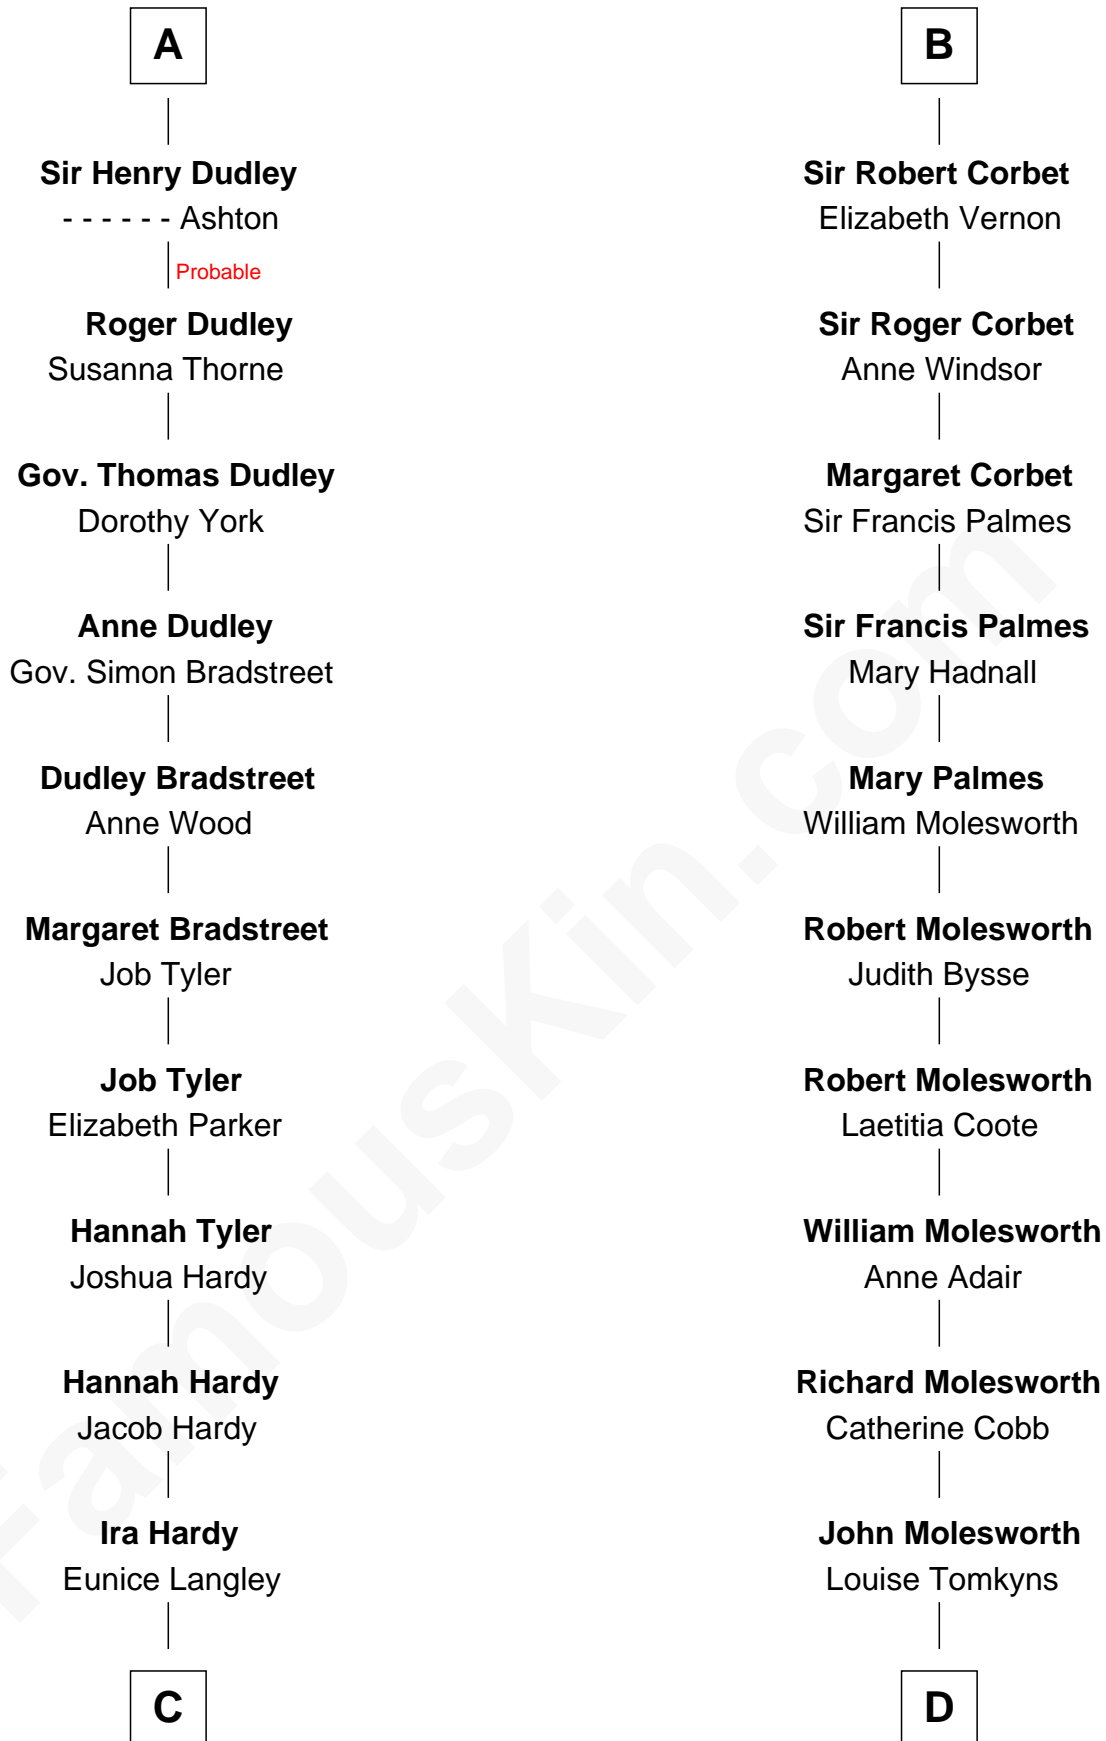 A
Sir Henry Dudley
- - - - - - Ashton
Probable
Roger Dudley
Susanna Thorne
Gov. Thomas Dudley
Dorothy York
Anne Dudley
Gov. Simon Bradstreet
Dudley Bradstreet
Anne Wood
Margaret Bradstreet
Job Tyler
Job Tyler
Elizabeth Parker
Hannah Tyler
Joshua Hardy
Hannah Hardy
Jacob Hardy
Ira Hardy
Eunice Langley
C
B
Sir Robert Corbet
Elizabeth Vernon
Sir Roger Corbet
Anne Windsor
Margaret Corbet
Sir Francis Palmes
Sir Francis Palmes
Mary Hadnall
Mary Palmes
William Molesworth
Robert Molesworth
Judith Bysse
Robert Molesworth
Laetitia Coote
William Molesworth
Anne Adair
Richard Molesworth
Catherine Cobb
John Molesworth
Louise Tomkyns
D
FamousKin.com